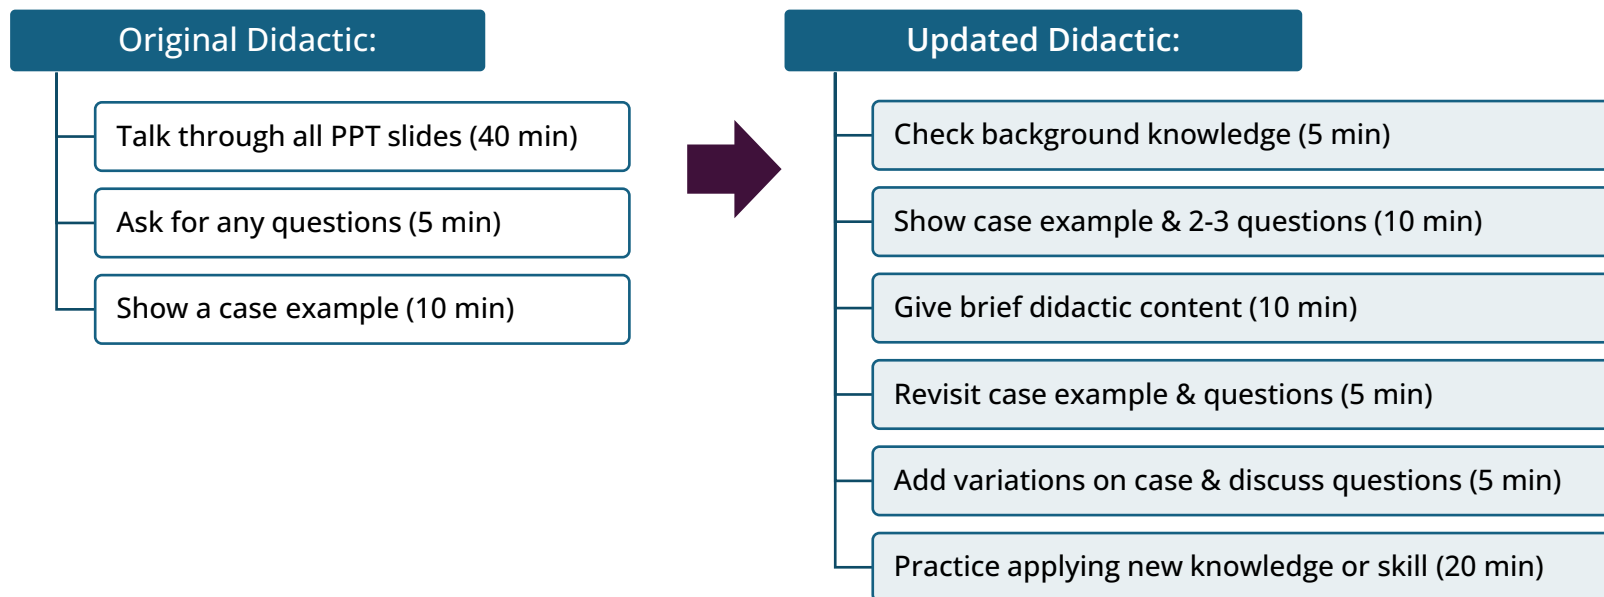 Original Didactic:
Talk through all PPT slides (40 min)
Ask for any questions (5 min)
Show a case example (10 min)
Updated Didactic:
Check background knowledge (5 min)
Show case example & 2-3 questions (10 min)
Give brief didactic content (10 min)
Revisit case example & questions (5 min)
Add variations on case & discuss questions (5 min)
Practice applying new knowledge or skill (20 min)